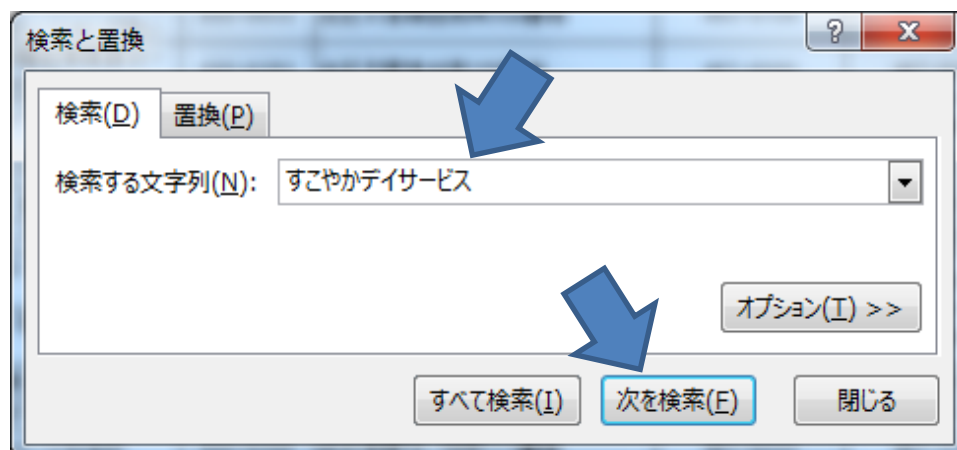 検索と置換
検索(D) 置換(P)
検索する文字列(N): すこやかデイサービス
オプション(T) >>
すべて検索(I) 次を検索(F) 閉じる